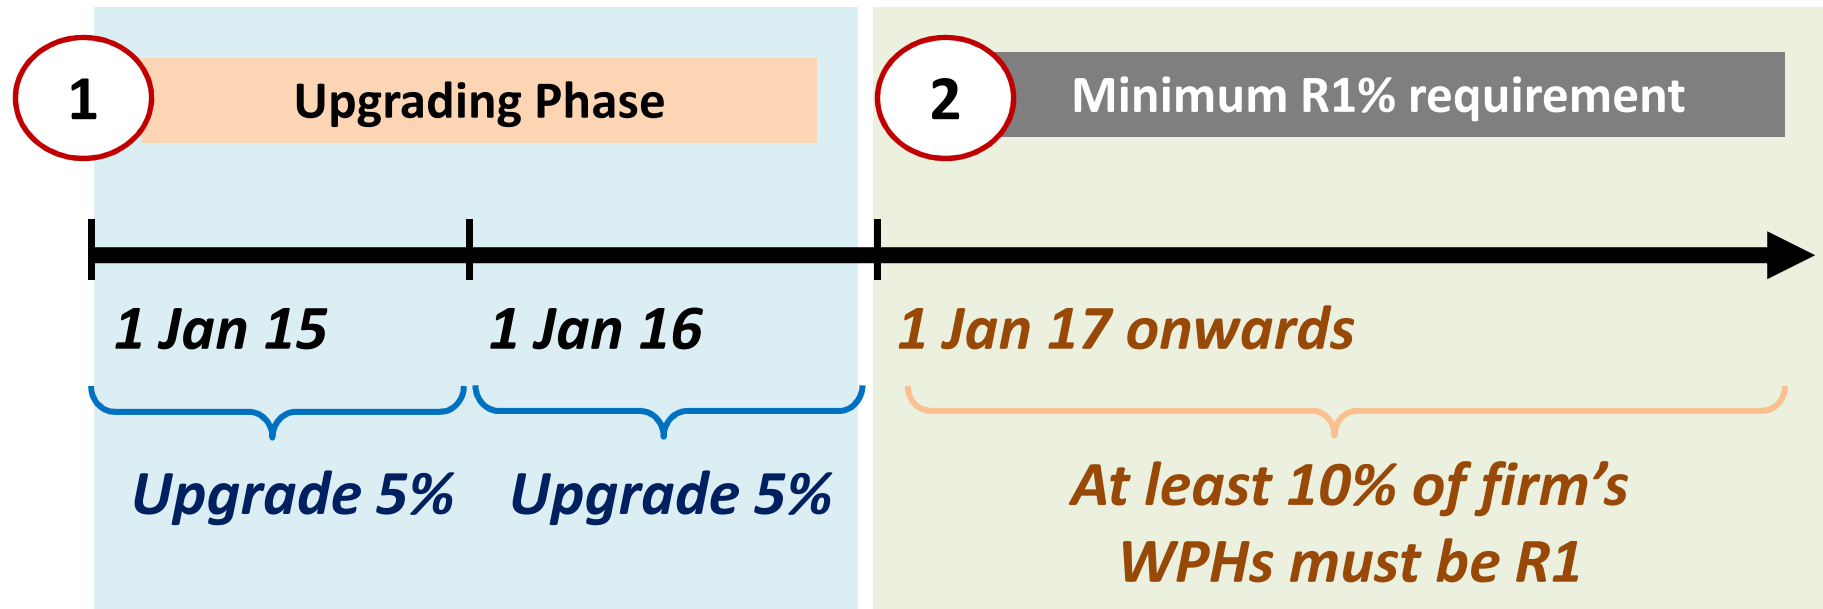 1
Upgrading Phase
2
Minimum R1% requirement
1 Jan 15
1 Jan 16
1 Jan 17 onwards
Upgrade 5%
Upgrade 5%
At least 10% of firm’s
WPHs must be R1